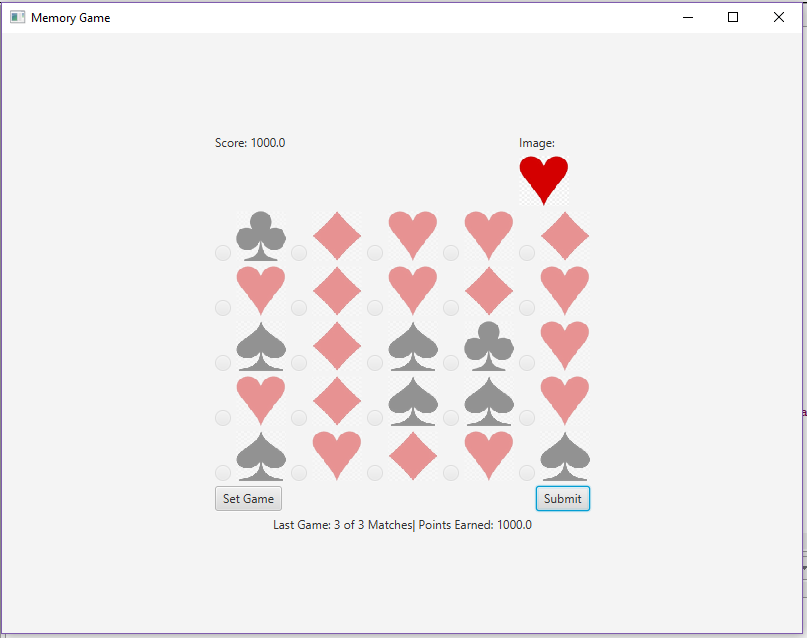 Memory Game
Score: 1000.0
Image:
Set Game
Submit
Last Game: 3 of 3 Matches| Points Earned: 1000.0